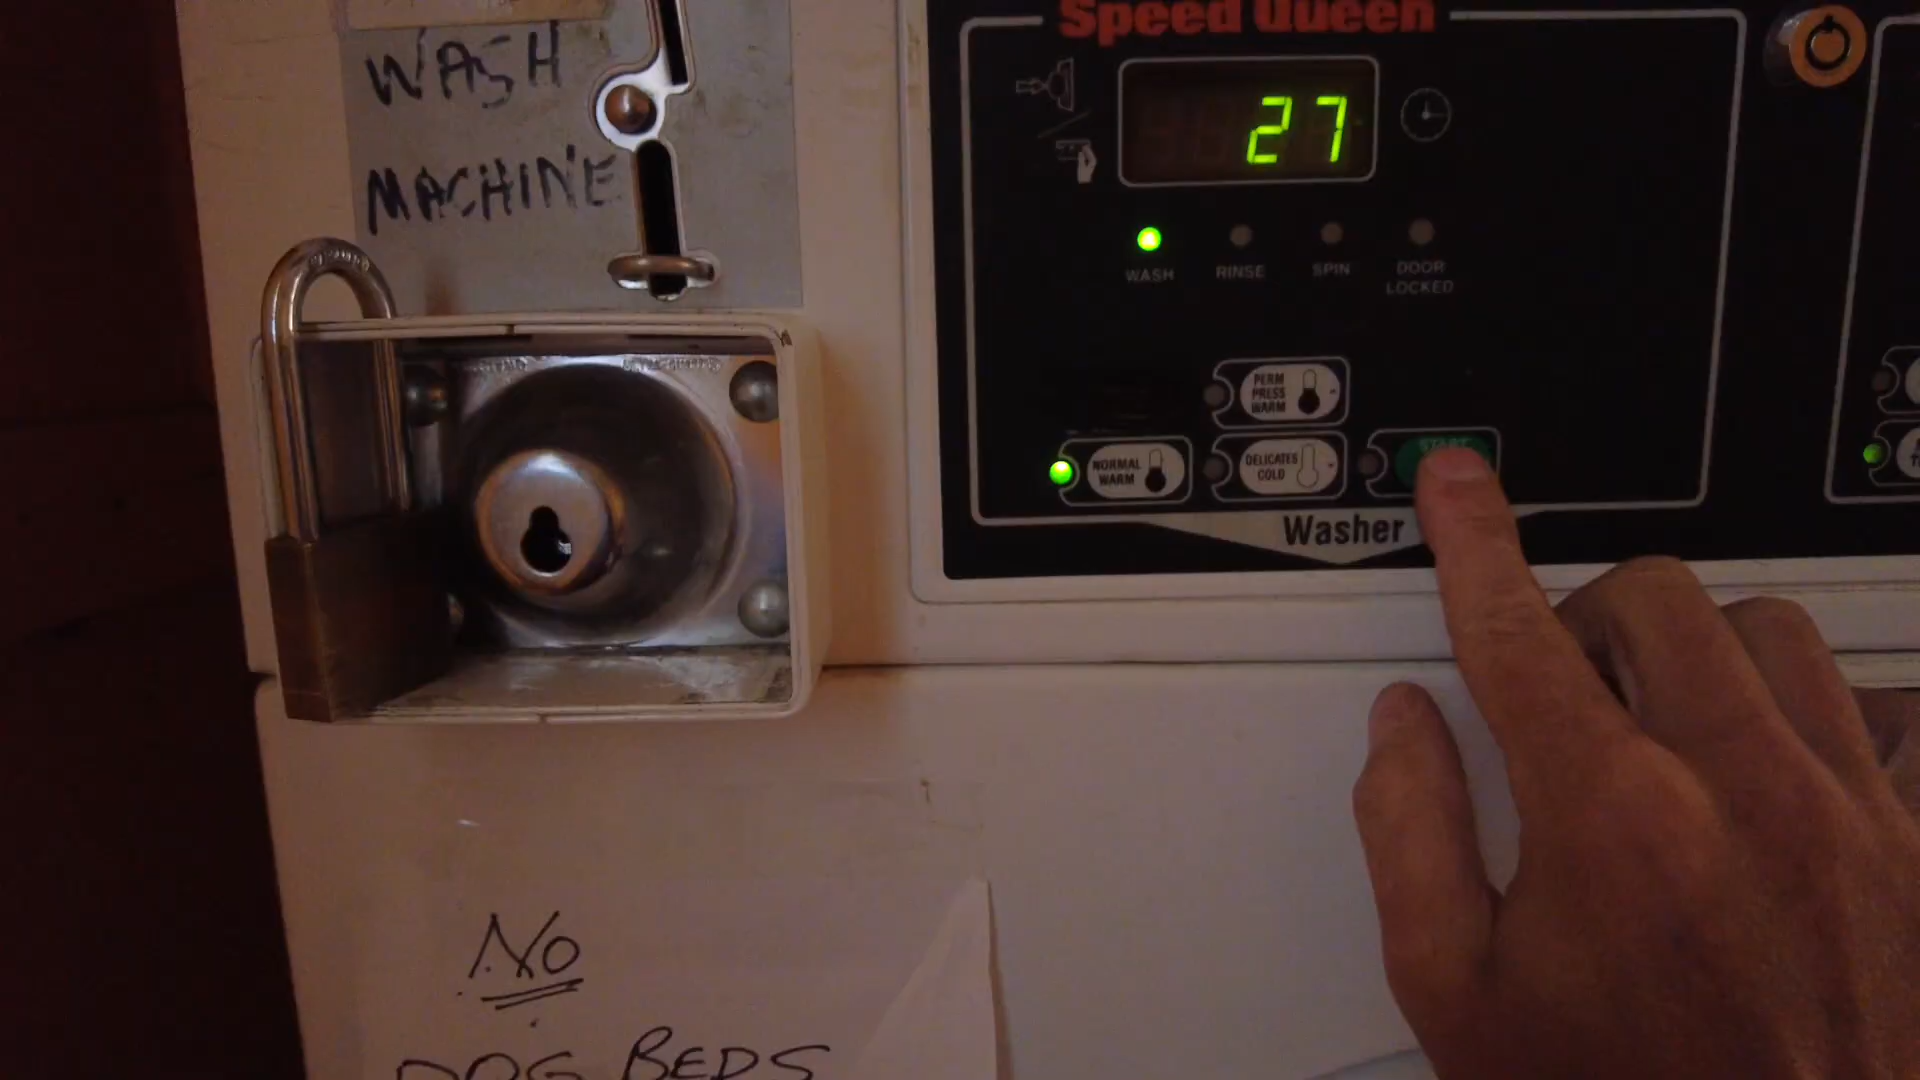 WASH
MACHINE
Speed Queen
27
WASH
RINSE
SPIN
DOOR
LOCKED
PERM
PRESS
WARM
NORMAL
WARM
DELICATES
COLD
START
Washer
No
DOG BEDS